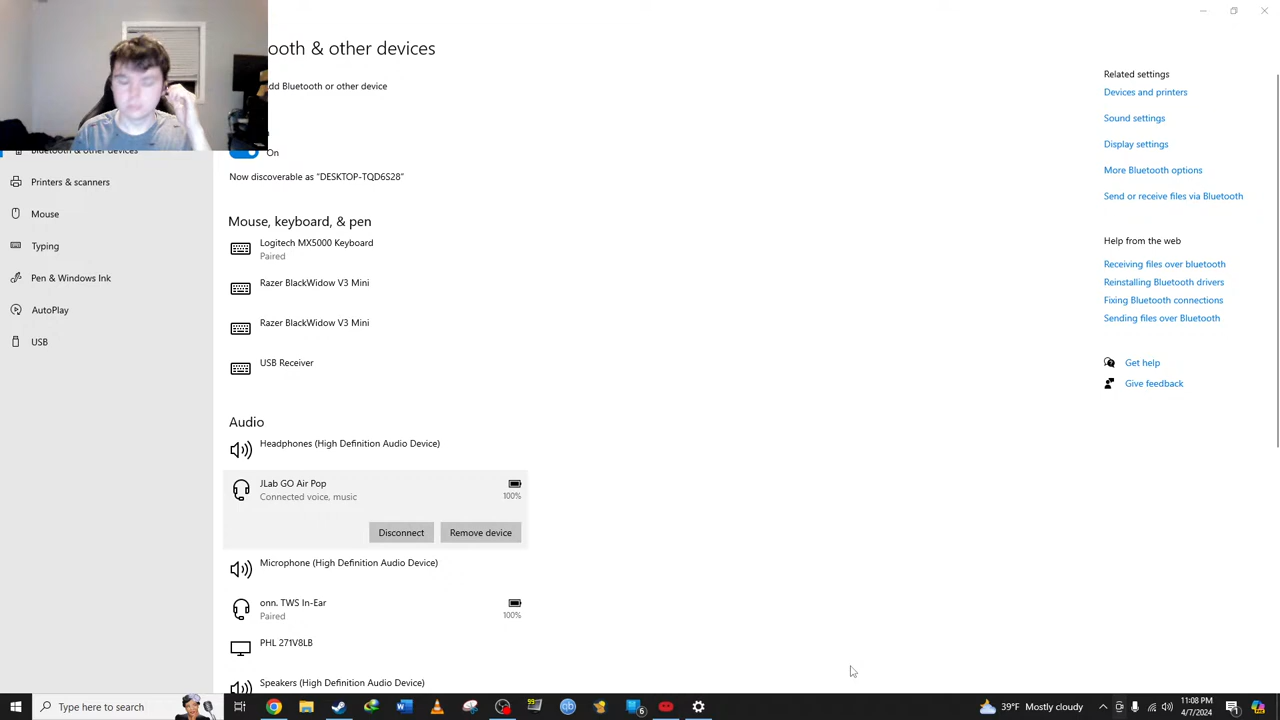 ooth & other devices
dd Bluetooth or other device
On
Now discoverable as "DESKTOP-TQD6S28"
Bluetooth & other devices
Printers & scanners
Mouse
Typing
Pen & Windows Ink
AutoPlay
USB
Mouse, keyboard, & pen
Logitech MX5000 Keyboard
Paired
Razer BlackWidow V3 Mini
Razer BlackWidow V3 Mini
USB Receiver
Audio
Headphones (High Definition Audio Device)
JLab GO Air Pop
Connected voice, music
100%
Disconnect
Remove device
Microphone (High Definition Audio Device)
onn. TWS In-Ear
Paired
100%
PHL 271V8LB
Speakers (High Definition Audio Device)
Related settings
Devices and printers
Sound settings
Display settings
More Bluetooth options
Send or receive files via Bluetooth
Help from the web
Receiving files over bluetooth
Reinstalling Bluetooth drivers
Fixing Bluetooth connections
Sending files over Bluetooth
Get help
Give feedback
Type here to search
39°F Mostly cloudy
11:08 PM
4/7/2024